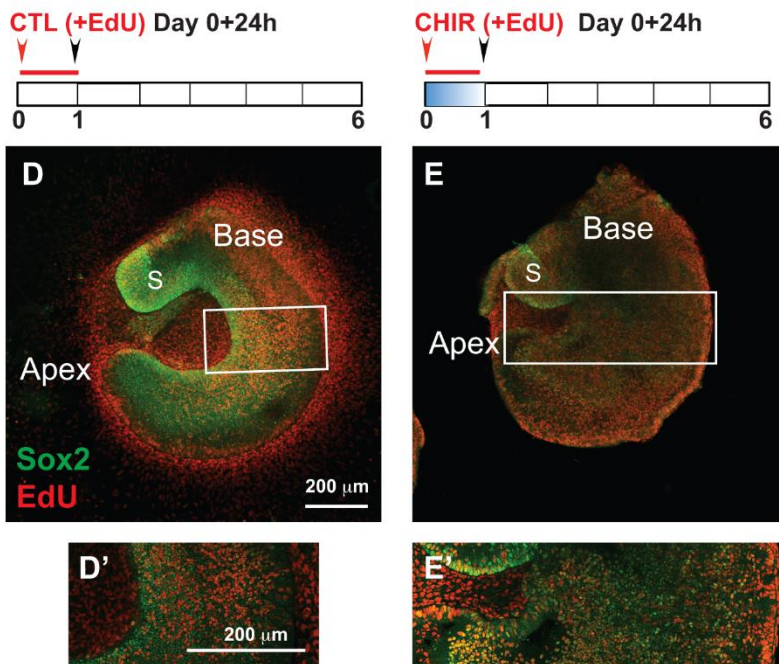 CTL (+EdU) Day 0+24h
0 1 6
CHIR (+EdU) Day 0+24h
0 1 6
D
Base
S
Apex
Sox2
EdU
200 μm
E
Base
S
Apex
D'
200 μm
E'